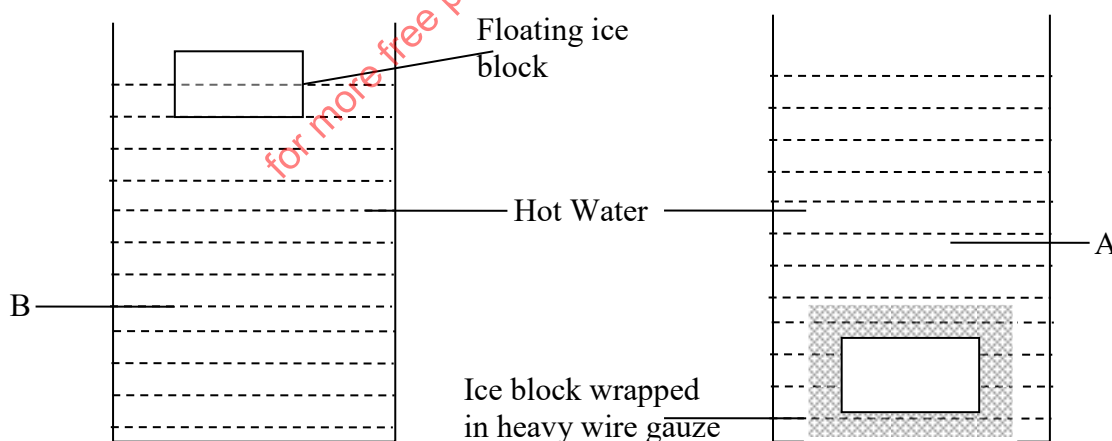 Floating ice
block
for more free p
Hot Water
A
B
Ice block wrapped
in heavy wire gauze